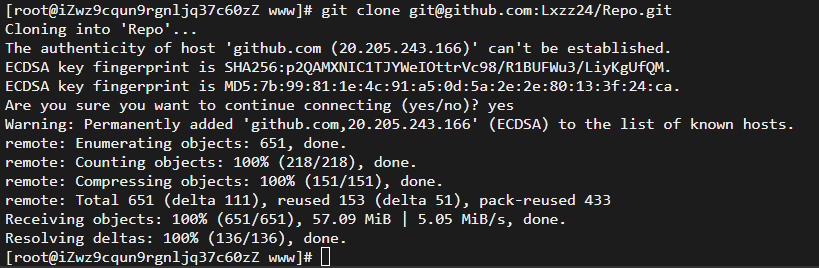 [root@iZwz9cqun9rgnljq37c60zZ www]# git clone git@github.com:Lxzz24/Repo.git
Cloning into 'Repo'...
The authenticity of host 'github.com (20.205.243.166)' can't be established.
ECDSA key fingerprint is SHA256:p2QAMXNIC1TJYWeIOttrVc98/R1BUFWu3/LiyKgUfQM.
ECDSA key fingerprint is MD5:7b:99:81:1e:4c:91:a5:0d:5a:2e:2e:80:13:3f:24:ca.
Are you sure you want to continue connecting (yes/no)? yes
Warning: Permanently added 'github.com,20.205.243.166' (ECDSA) to the list of known hosts.
remote: Enumerating objects: 651, done.
remote: Counting objects: 100% (218/218), done.
remote: Compressing objects: 100% (151/151), done.
remote: Total 651 (delta 111), reused 153 (delta 51), pack-reused 433
Receiving objects: 100% (651/651), 57.09 MiB | 5.05 MiB/s, done.
Resolving deltas: 100% (136/136), done.
[root@iZwz9cqun9rgnljq37c60zZ www]#